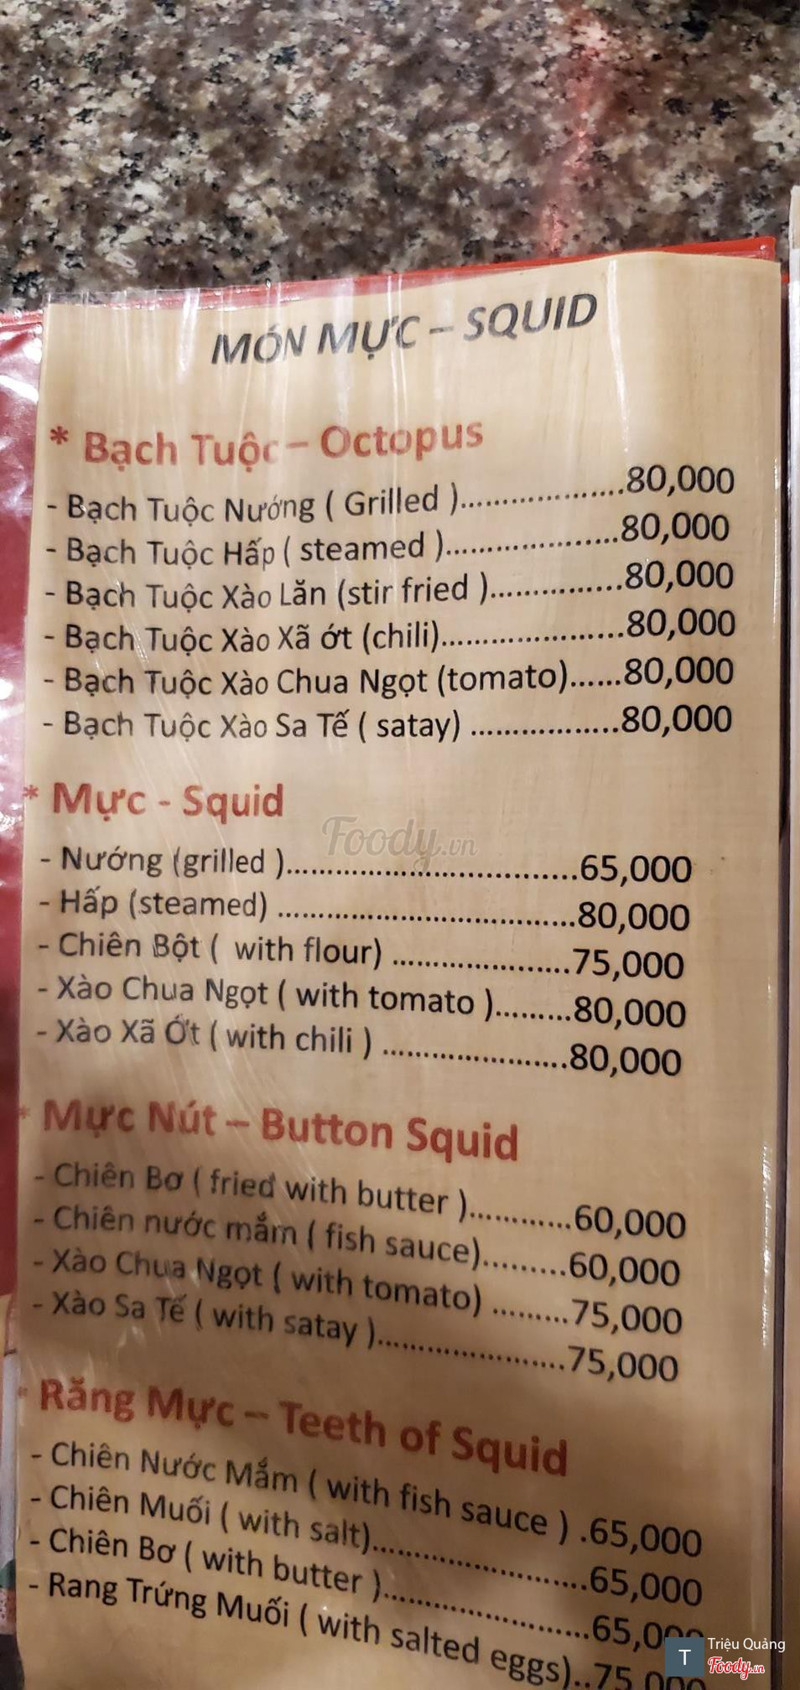 MÓN MỰC – SQUID
* Bạch Tuộc – Octopus
- Bạch Tuộc Nướng ( Grilled )........................80,000
- Bạch Tuộc Hấp ( steamed )........................80,000
- Bạch Tuộc Xào Lăn (stir fried )...................80,000
- Bạch Tuộc Xào Xã ớt (chili)........................80,000
- Bạch Tuộc Xào Chua Ngọt (tomato)......80,000
- Bạch Tuộc Xào Sa Tế ( satay) ..................80,000
* Mực - Squid
Foody.vn
- Nướng (grilled )...................................65,000
- Hấp (steamed) ....................................80,000
- Chiên Bột ( with flour) ......................75,000
- Xào Chua Ngọt ( with tomato ).........80,000
- Xào Xã Ớt ( with chili ) .......................80,000
* Mực Nút – Button Squid
- Chiên Bơ ( fried with butter )............60,000
- Chiên nước mắm ( fish sauce).........60,000
- Xào Chua Ngọt ( with tomato) .........75,000
- Xào Sa Tế ( with satay ).......................75,000
* Răng Mực – Teeth of Squid
- Chiên Nước Mắm ( with fish sauce ) .65,000
- Chiên Muối ( with salt)..........................65,000
- Chiên Bơ ( with butter )........................65,000
- Rang Trứng Muối ( with salted eggs)..75,000
T Triệu Quảng
Foody.vn